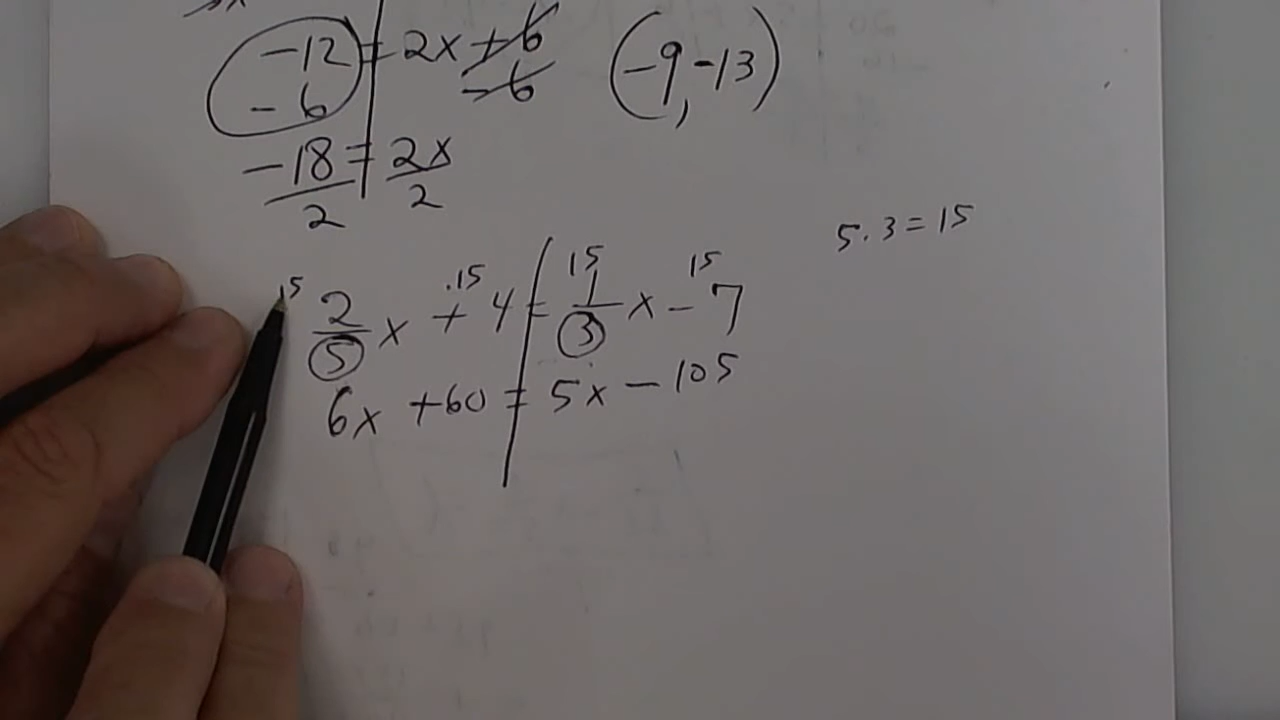 -12 = 2x + 6 (-9, -13)
-6 -6
-18 = 2x
2 2
5 . 3 = 15
15 .15 15 15
2/5 x + 4 = 1/3 x - 7
6x + 60 = 5x - 105